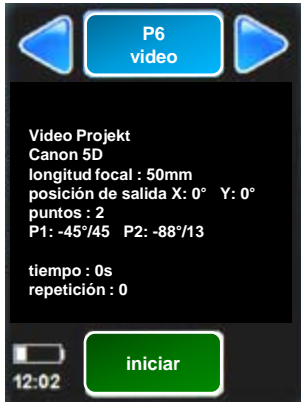 P6
video
Video Projekt
Canon 5D
longitud focal : 50mm
posición de salida X: 0° Y: 0°
puntos : 2
P1: -45°/45 P2: -88°/13
tiempo : 0s
repetición : 0
iniciar
12:02